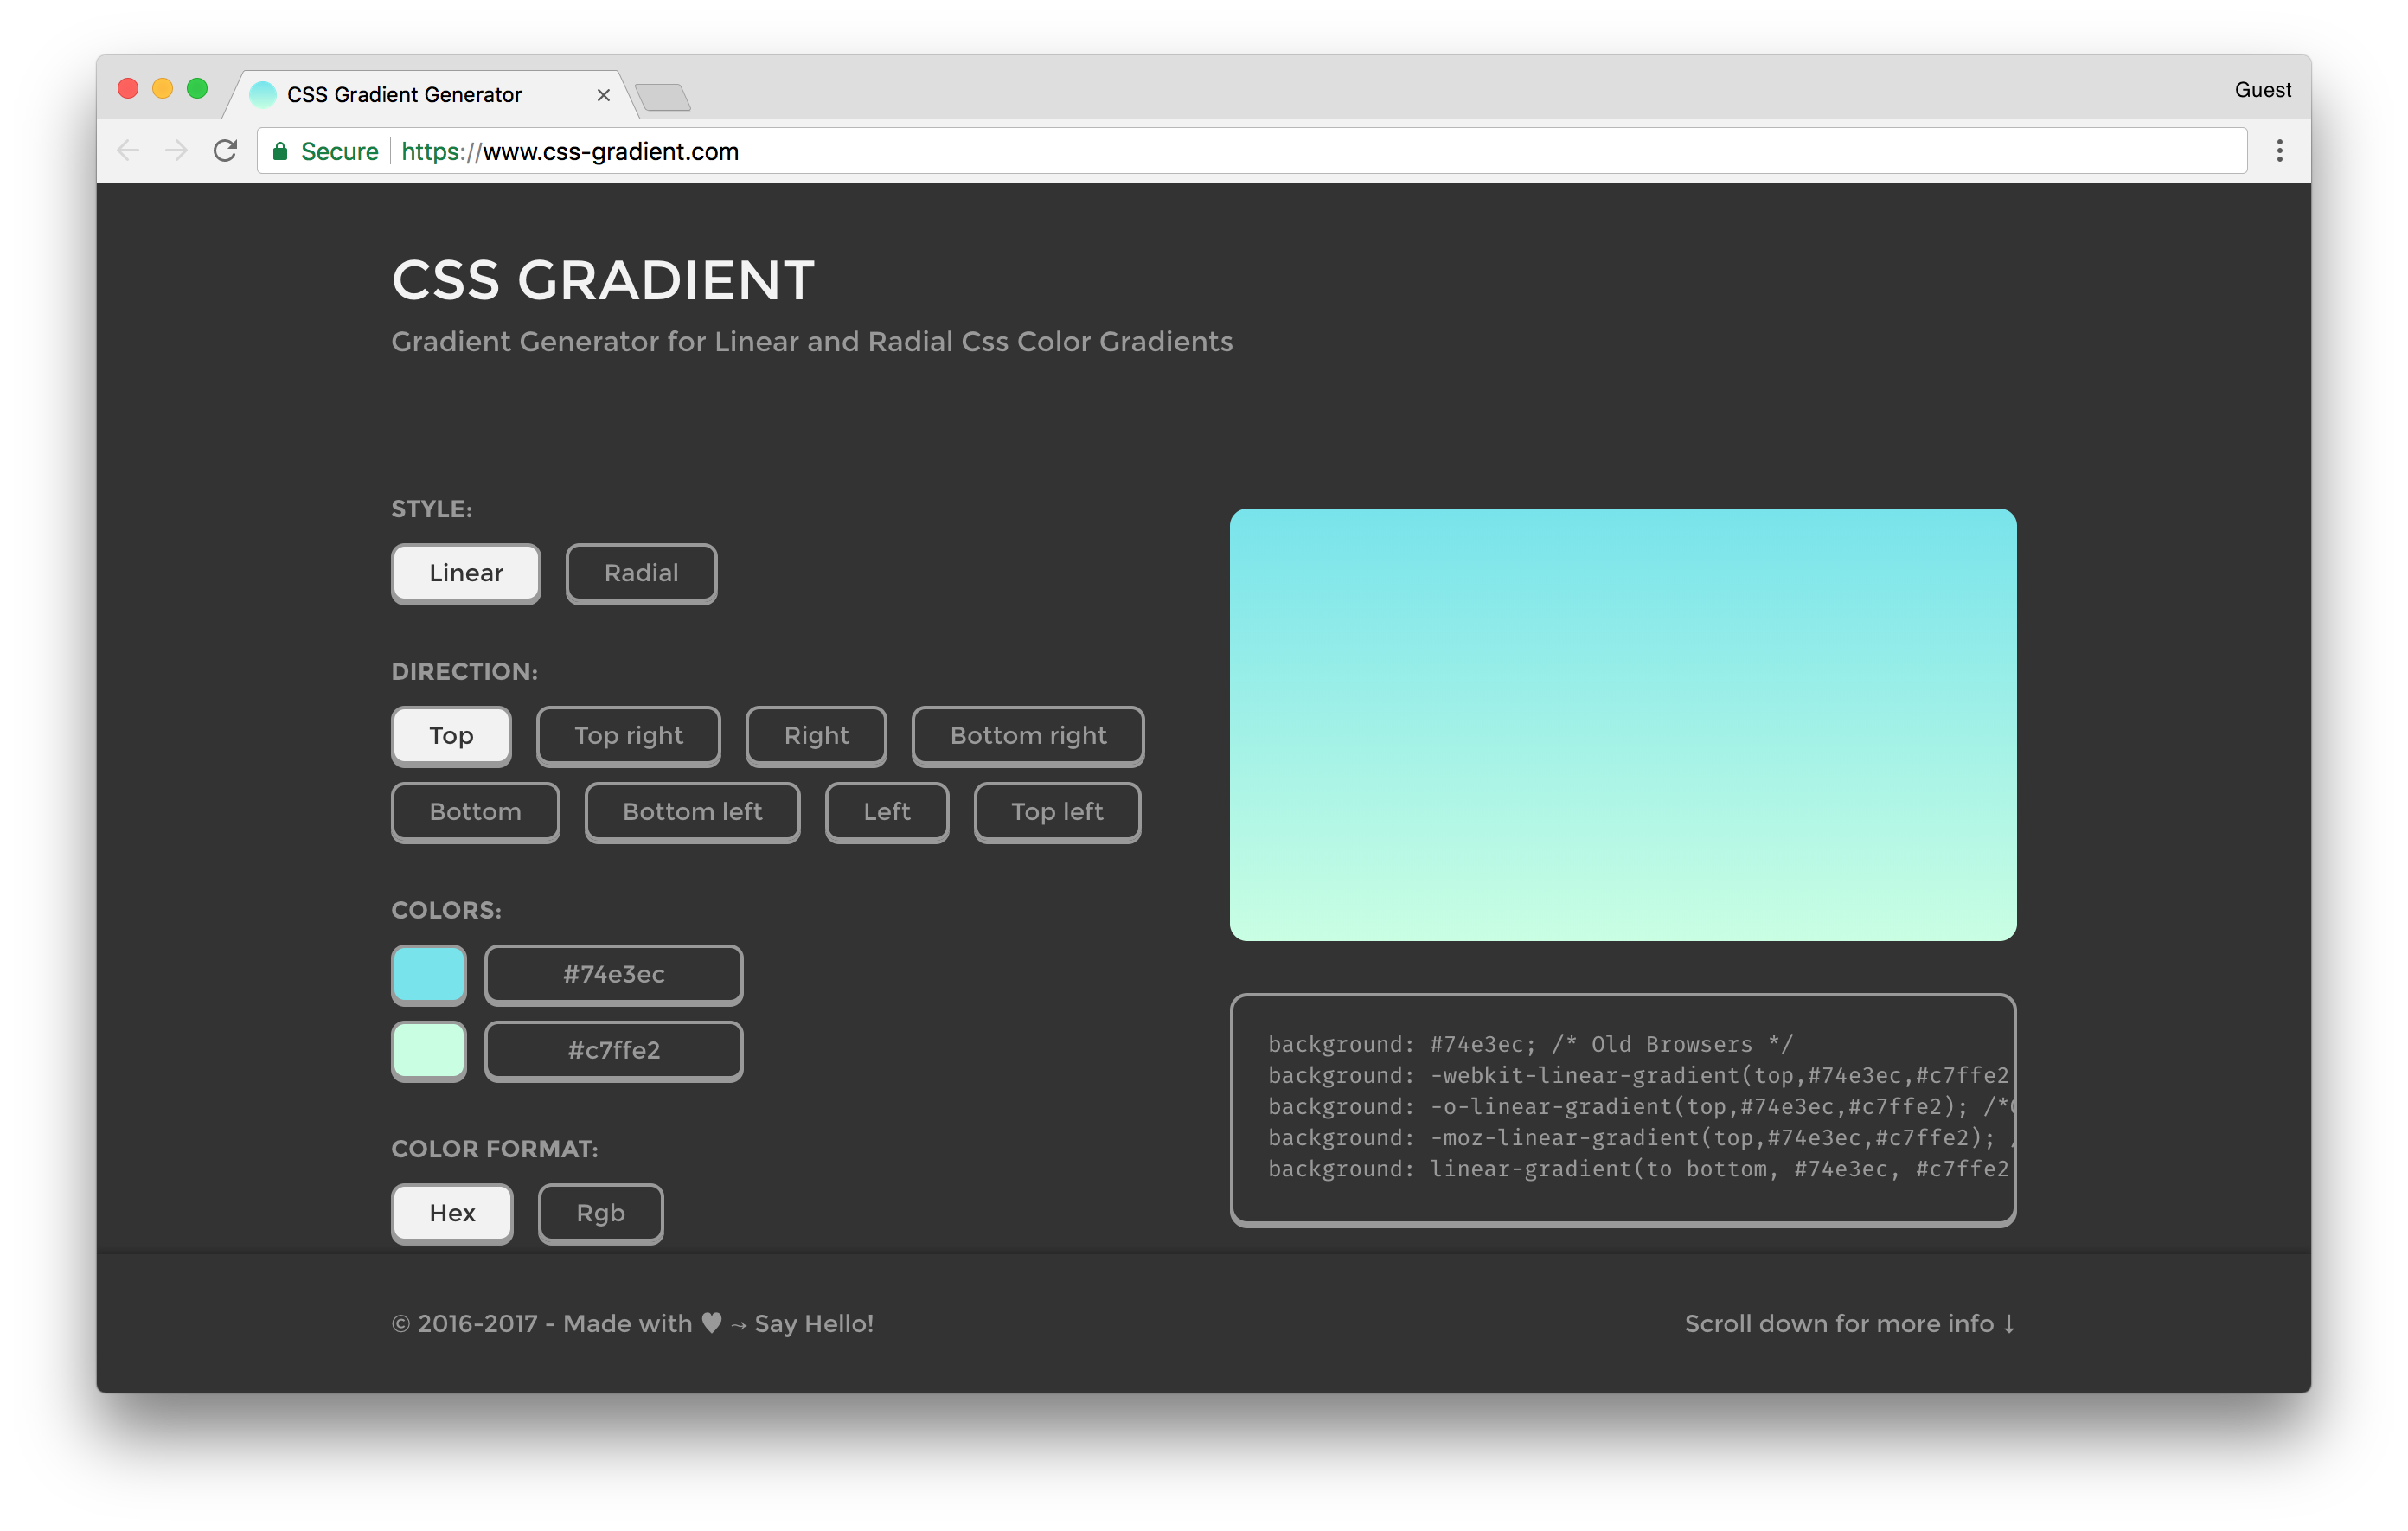 CSS Gradient Generator
Guest
Secure https://www.css-gradient.com
CSS GRADIENT
Gradient Generator for Linear and Radial Css Color Gradients
STYLE:
Linear Radial
DIRECTION:
Top Top right Right Bottom right
Bottom Bottom left Left Top left
COLORS:
#74e3ec
#c7ffe2
COLOR FORMAT:
Hex Rgb
background: #74e3ec; /* Old Browsers */
background: -webkit-linear-gradient(top,#74e3ec,#c7ffe2
background: -o-linear-gradient(top,#74e3ec,#c7ffe2); /*
background: -moz-linear-gradient(top,#74e3ec,#c7ffe2); /
background: linear-gradient(to bottom, #74e3ec, #c7ffe2
© 2016-2017 - Made with ♥ → Say Hello!
Scroll down for more info ↓